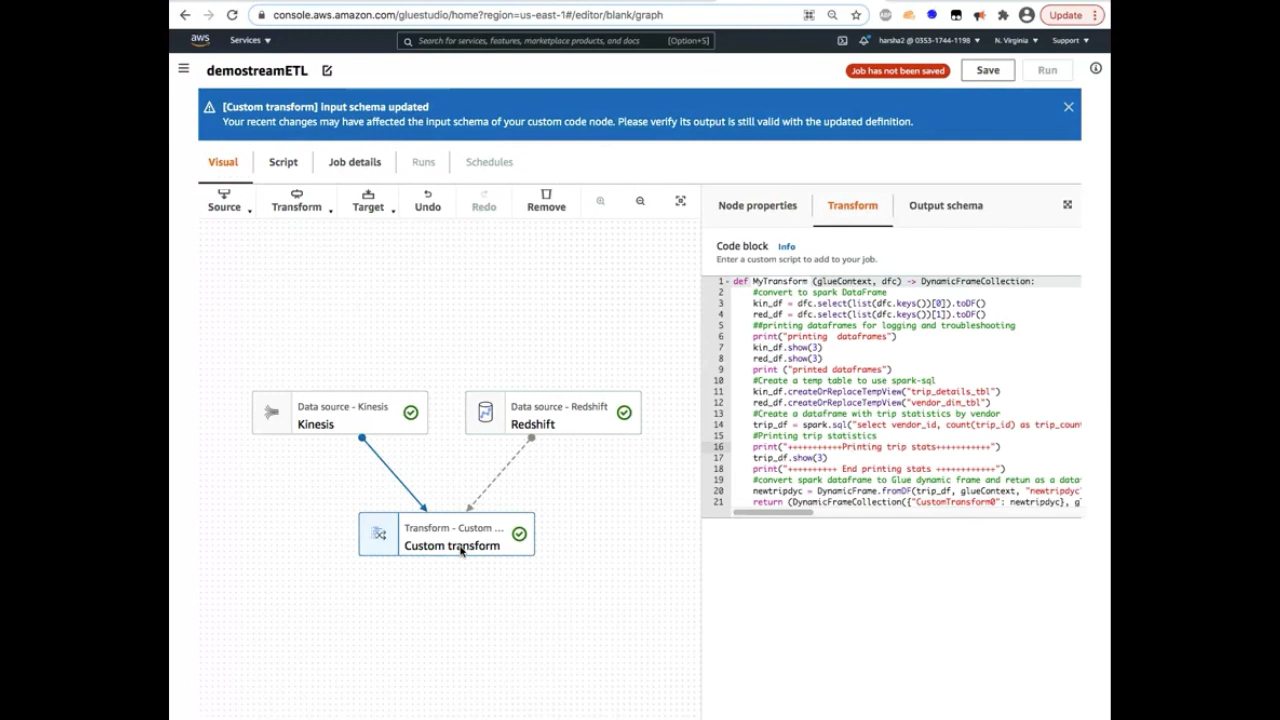 console.aws.amazon.com/gluestudio/home?region=us-east-1#/editor/blank/graph
Update
aws
Services
Search for services, features, marketplace products, and docs
[Option+S]
harsha2 @ 0353-1744-1198
N. Virginia
Support
demostreamETL
Job has not been saved
Save
Run
[Custom transform] Input schema updated
Your recent changes may have affected the input schema of your custom code node. Please verify its output is still valid with the updated definition.
Visual
Script
Job details
Runs
Schedules
Source
Transform
Target
Undo
Redo
Remove
Node properties
Transform
Output schema
Code block Info
Enter a custom script to add to your job.
1 def MyTransform (glueContext, dfc) -> DynamicFrameCollection:
2 #convert to spark DataFrame
3 kin_df = dfc.select(list(dfc.keys())[0]).toDF()
4 red_df = dfc.select(list(dfc.keys())[1]).toDF()
5 ##printing dataframes for logging and troubleshooting
6 print("printing dataframes")
7 kin_df.show(3)
8 red_df.show(3)
9 print ("printed dataframes")
10 #Create a temp table to use spark-sql
11 kin_df.createOrReplaceTempView("trip_details_tbl")
12 red_df.createOrReplaceTempView("vendor_dim_tbl")
13 #Create a dataframe with trip statistics by vendor
14 trip_df = spark.sql("select vendor_id, count(trip_id) as trip_count
15 #Printing trip statistics
16 print("+++++++++++Printing trip stats+++++++++++")
17 trip_df.show(3)
18 print("++++++++++ End printing stats ++++++++++++")
19 #convert spark dataframe to Glue dynamic frame and retun as a data
20 newtripdyc = DynamicFrame.fromDF(trip_df, glueContext, "newtripdyc"
21 return (DynamicFrameCollection({"CustomTransform0": newtripdyc}, g
Data source - Kinesis
Kinesis
Data source - Redshift
Redshift
Transform - Custom ...
Custom transform